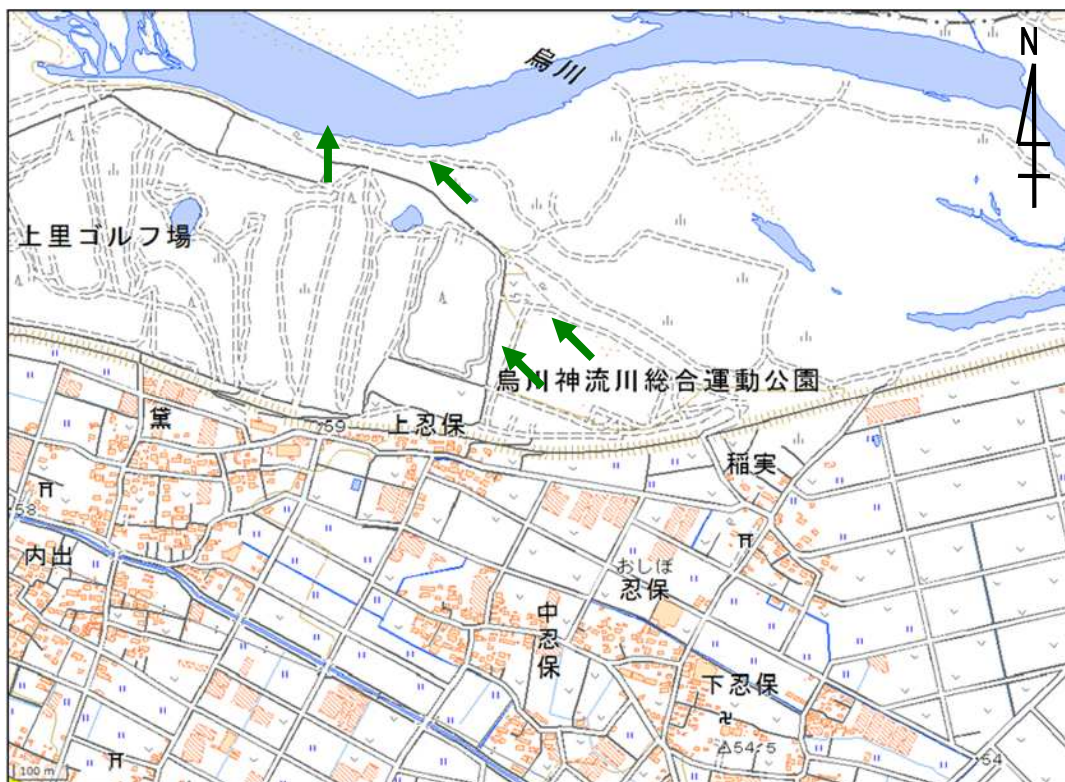 烏川
N
上里ゴルフ場
烏川神流川総合運動公園
黛
59
上忍保
稲実
58
内出
おしぼ
忍保
中忍保
下忍保
54.5
54
100 m